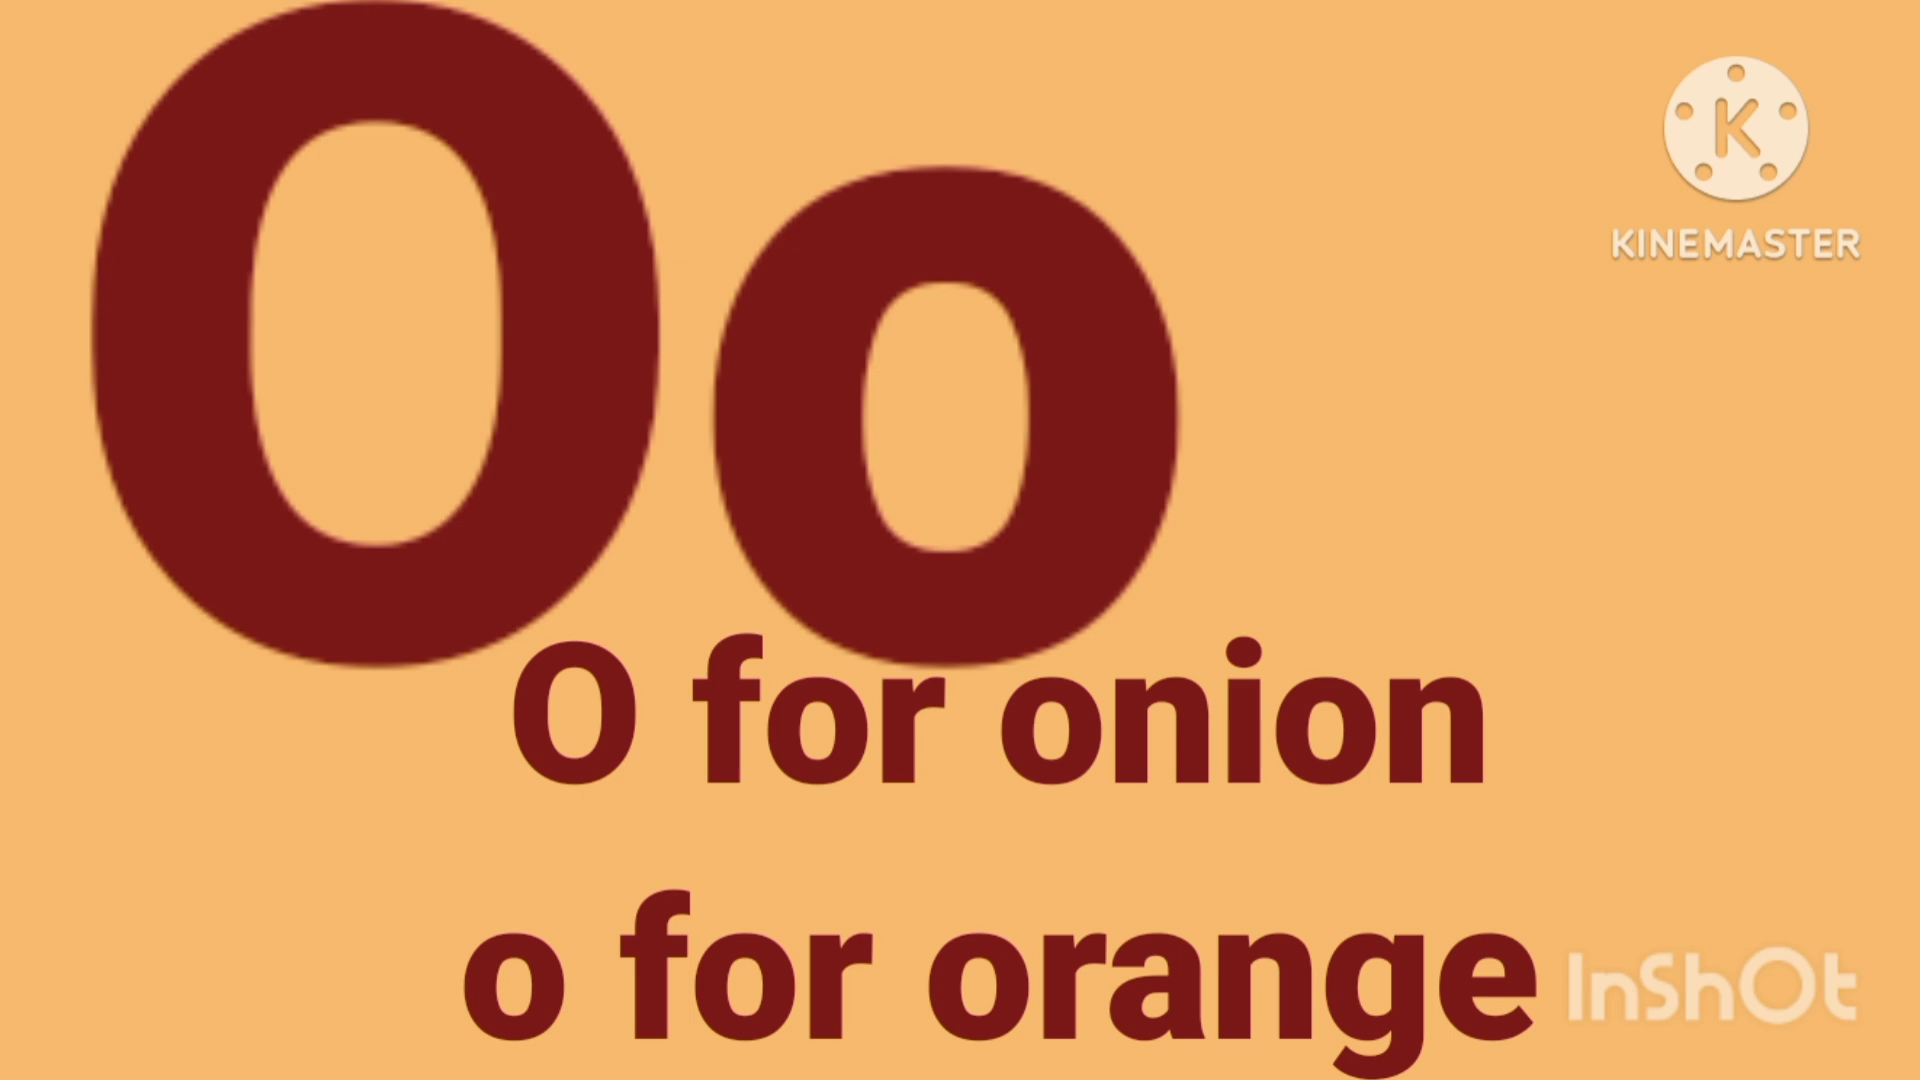 Oo
K
KINEMASTER
O for onion
o for orange
InShOt